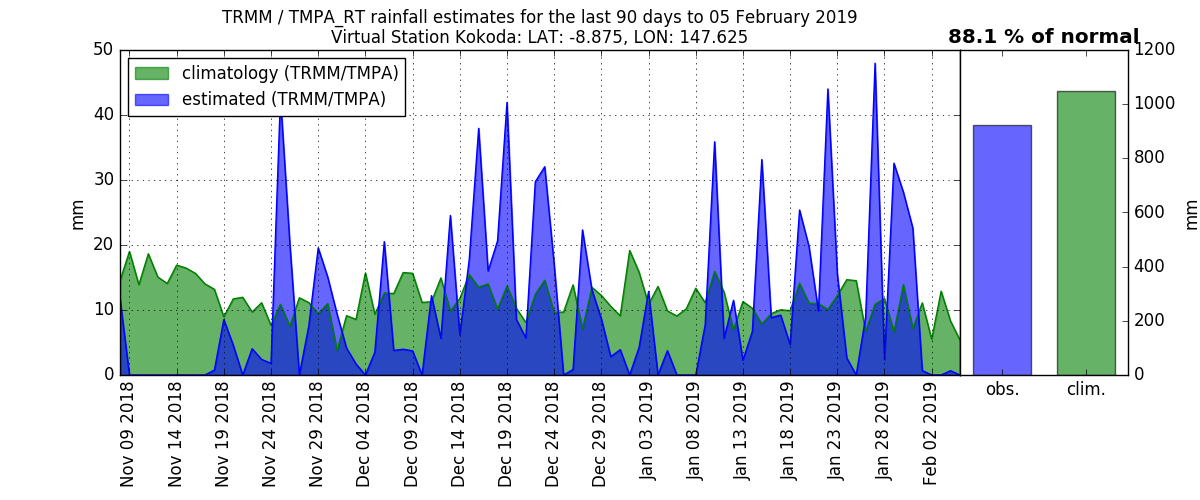 TRMM / TMPA_RT rainfall estimates for the last 90 days to 05 February 2019
Virtual Station Kokoda: LAT: -8.875, LON: 147.625
88.1 % of normal
climatology (TRMM/TMPA)
estimated (TRMM/TMPA)
mm
50
40
30
20
10
0
Nov 09 2018
Nov 14 2018
Nov 19 2018
Nov 24 2018
Nov 29 2018
Dec 04 2018
Dec 09 2018
Dec 14 2018
Dec 19 2018
Dec 24 2018
Dec 29 2018
Jan 03 2019
Jan 08 2019
Jan 13 2019
Jan 18 2019
Jan 23 2019
Jan 28 2019
Feb 02 2019
obs.
clim.
1200
1000
800
600
400
200
0
mm